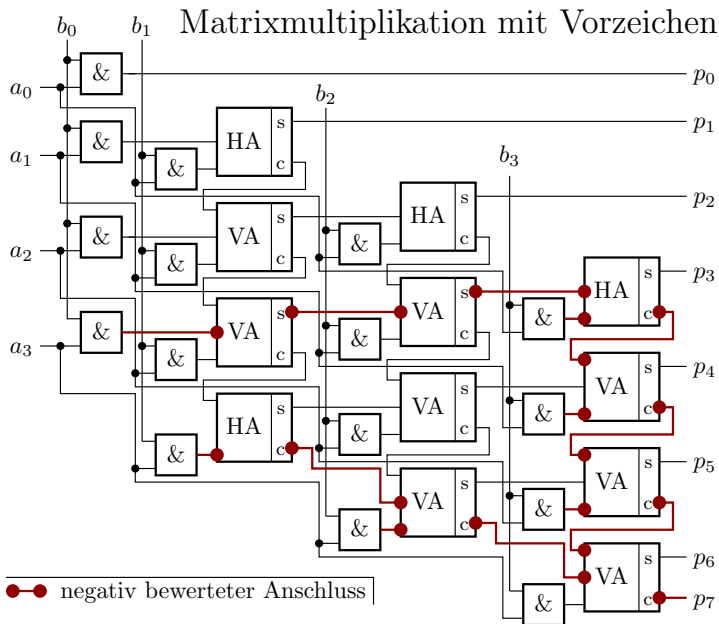 Matrixmultiplikation mit Vorzeichen
b0 b1
& p0
a0
b2
& HA s c p1
a1
& b3
& VA s c HA s c p2
a2 & &
& VA s c VA s c HA s c p3
a3 & & &
HA s c VA s c VA s c p4
& & &
VA s c VA s c p5
& &
VA s c p6
negativ bewerteter Anschluss
& p7